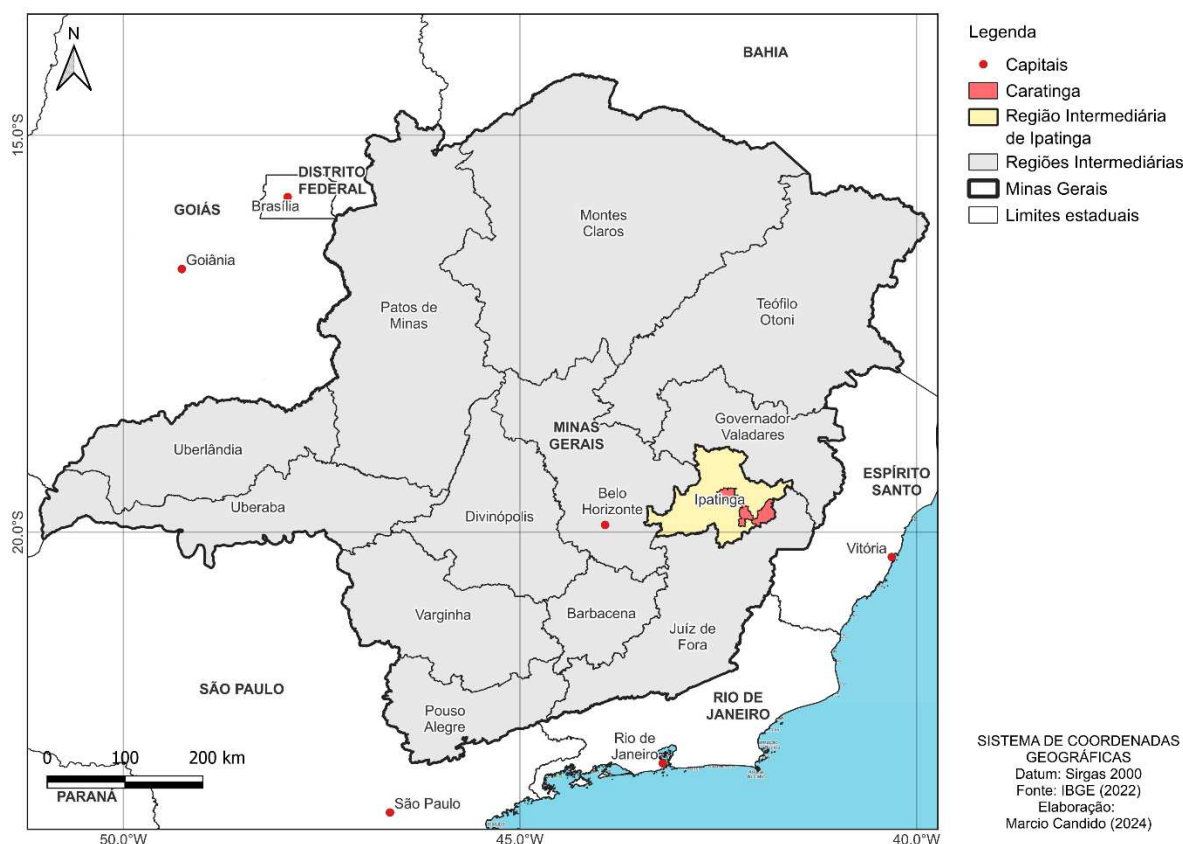 N
BAHIA
15.0°S
DISTRITO
FEDERAL
Brasília
GOIÁS
Goiânia
Montes
Claros
Patos de
Minas
Teófilo
Otoni
Uberlândia
Governador
Valadares
MINAS
GERAIS
ESPÍRITO
SANTO
Uberaba
Belo
Horizonte
Ipatinga
Divinópolis
20.0°S
Vitória
Varginha
Barbacena
Juíz de
Fora
SÃO PAULO
RIO DE
JANEIRO
Pouso
Alegre
Rio de
Janeiro
0 100 200 km
PARANÁ
São Paulo
50.0°W 45.0°W 40.0°W
Legenda
Capitais
Caratinga
Região Intermediária
de Ipatinga
Regiões Intermediárias
Minas Gerais
Limites estaduais
SISTEMA DE COORDENADAS
GEOGRÁFICAS
Datum: Sirgas 2000
Fonte: IBGE (2022)
Elaboração:
Marcio Candido (2024)